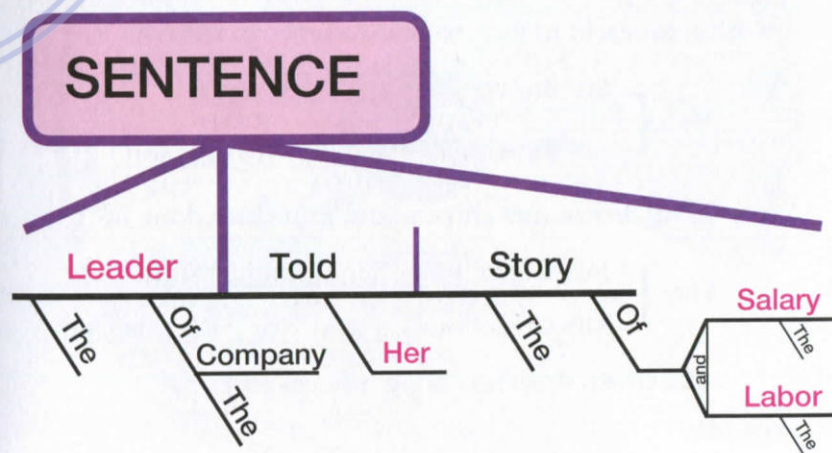 SENTENCE
Leader Told Story
The Of Company The Her The Of and
Salary
The
Labor
The